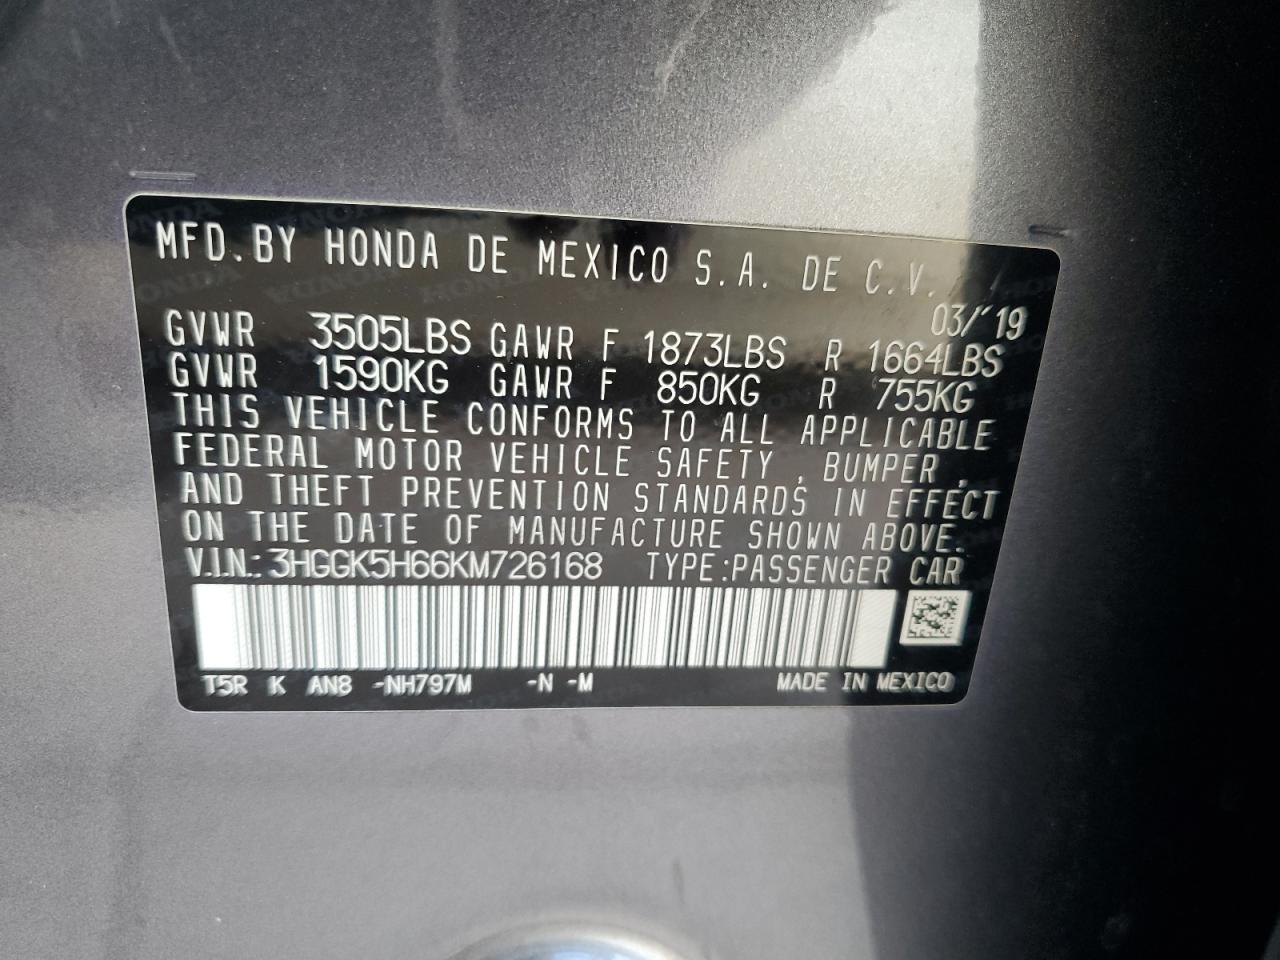 MFD. BY HONDA DE MEXICO S.A. DE C.V.
03/'19
GVWR 3505LBS GAWR F 1873LBS R 1664LBS
GVWR 1590KG GAWR F 850KG R 755KG
THIS VEHICLE CONFORMS TO ALL APPLICABLE
FEDERAL MOTOR VEHICLE SAFETY, BUMPER,
AND THEFT PREVENTION STANDARDS IN EFFECT
ON THE DATE OF MANUFACTURE SHOWN ABOVE.
V.I.N.: 3HGGK5H66KM726168 TYPE:PASSENGER CAR
T5R K AN8 -NH797M -N -M MADE IN MEXICO